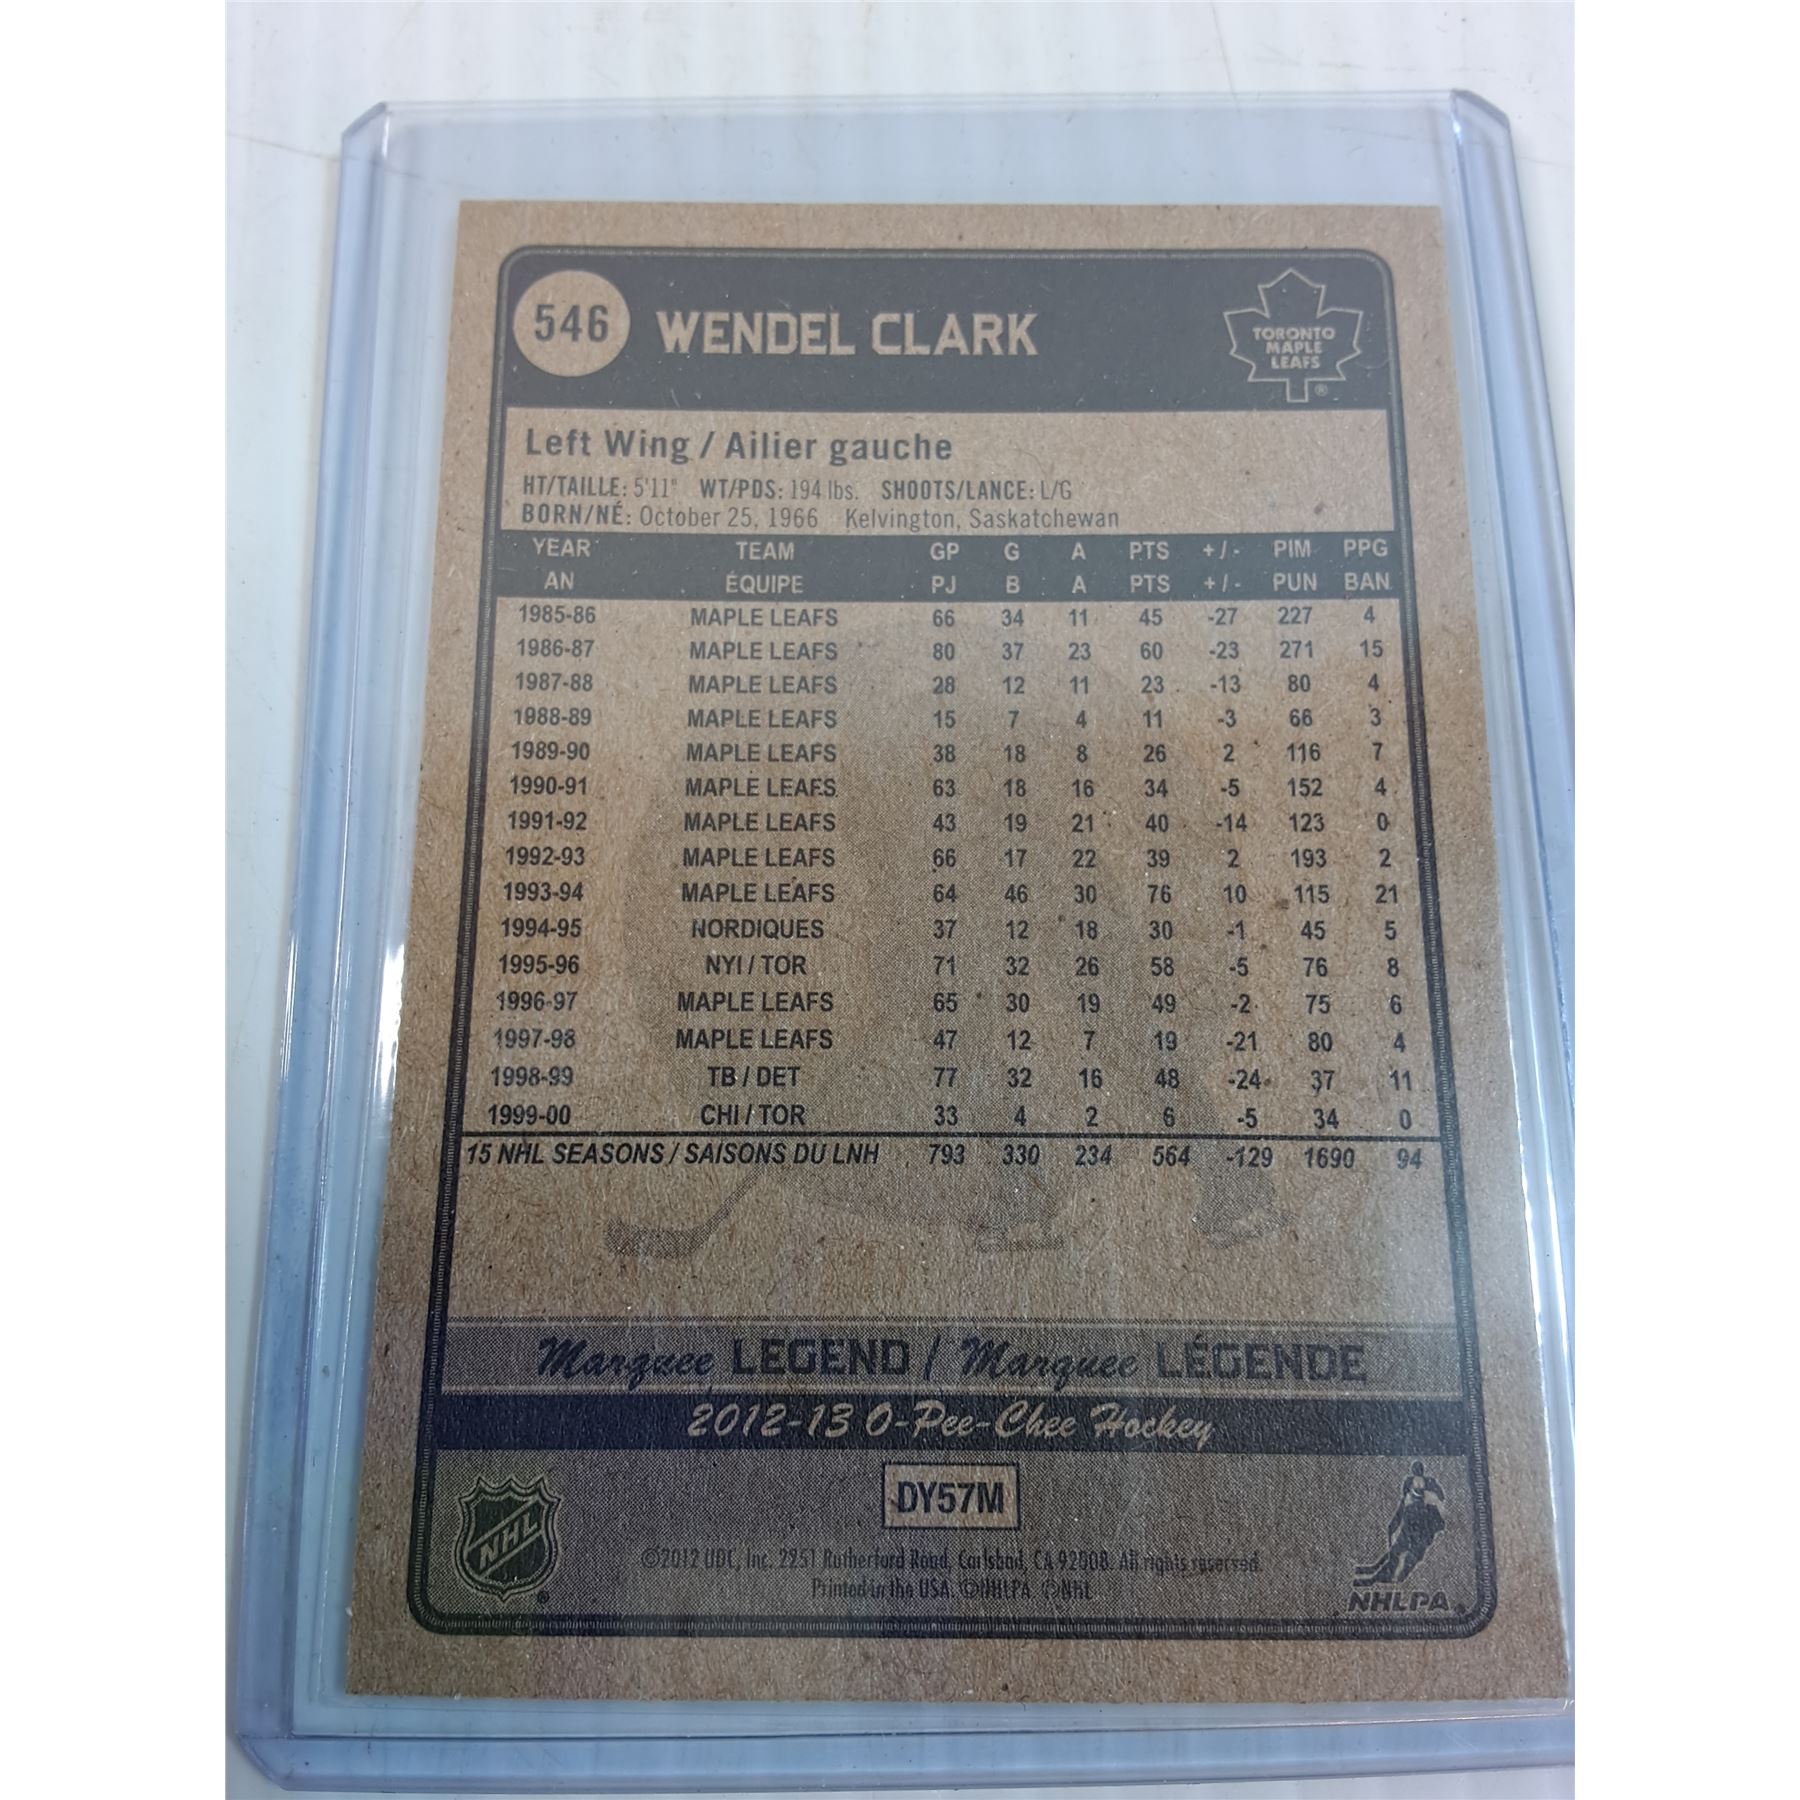 546 WENDEL CLARK
TORONTO
MAPLE
LEAFS
®
Left Wing / Ailier gauche
HT/TAILLE: 5'11" WT/PDS: 194 lbs. SHOOTS/LANCE: L/G
BORN/NÉ: October 25, 1966 Kelvington, Saskatchewan
YEAR TEAM GP G A PTS +/- PIM PPG
AN ÉQUIPE PJ B A PTS +/- PUN BAN
1985-86 MAPLE LEAFS 66 34 11 45 -27 227 4
1986-87 MAPLE LEAFS 80 37 23 60 -23 271 15
1987-88 MAPLE LEAFS 28 12 11 23 -13 80 4
1988-89 MAPLE LEAFS 15 7 4 11 -3 66 3
1989-90 MAPLE LEAFS 38 18 8 26 2 116 7
1990-91 MAPLE LEAFS 63 18 16 34 -5 152 4
1991-92 MAPLE LEAFS 43 19 21 40 -14 123 0
1992-93 MAPLE LEAFS 66 17 22 39 2 193 2
1993-94 MAPLE LEAFS 64 46 30 76 10 115 21
1994-95 NORDIQUES 37 12 18 30 -1 45 5
1995-96 NYI / TOR 71 32 26 58 -5 76 8
1996-97 MAPLE LEAFS 65 30 19 49 -2 75 6
1997-98 MAPLE LEAFS 47 12 7 19 -21 80 4
1998-99 TB / DET 77 32 16 48 -24 37 11
1999-00 CHI / TOR 33 4 2 6 -5 34 0
15 NHL SEASONS / SAISONS DU LNH 793 330 234 564 -129 1690 94
Marquee LEGEND / Marquee LÉGENDE
2012-13 O-Pee-Chee Hockey
DY57M
NHL ®
©2012 UDC, Inc. 2251 Rutherford Road, Carlsbad, CA 92008. All rights reserved.
Printed in the USA. ©NHLPA ©NHL
NHLPA